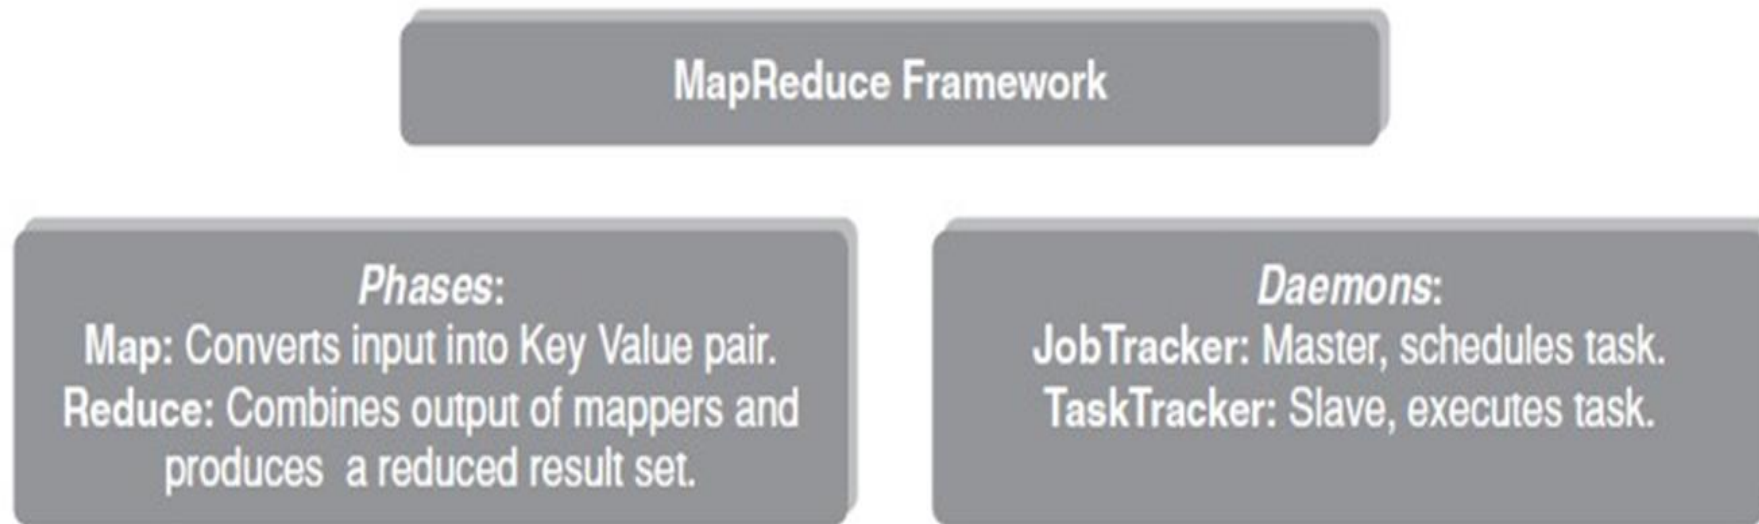 MapReduce Framework
Phases:
Map: Converts input into Key Value pair.
Reduce: Combines output of mappers and
produces a reduced result set.
Daemons:
JobTracker: Master, schedules task.
TaskTracker: Slave, executes task.